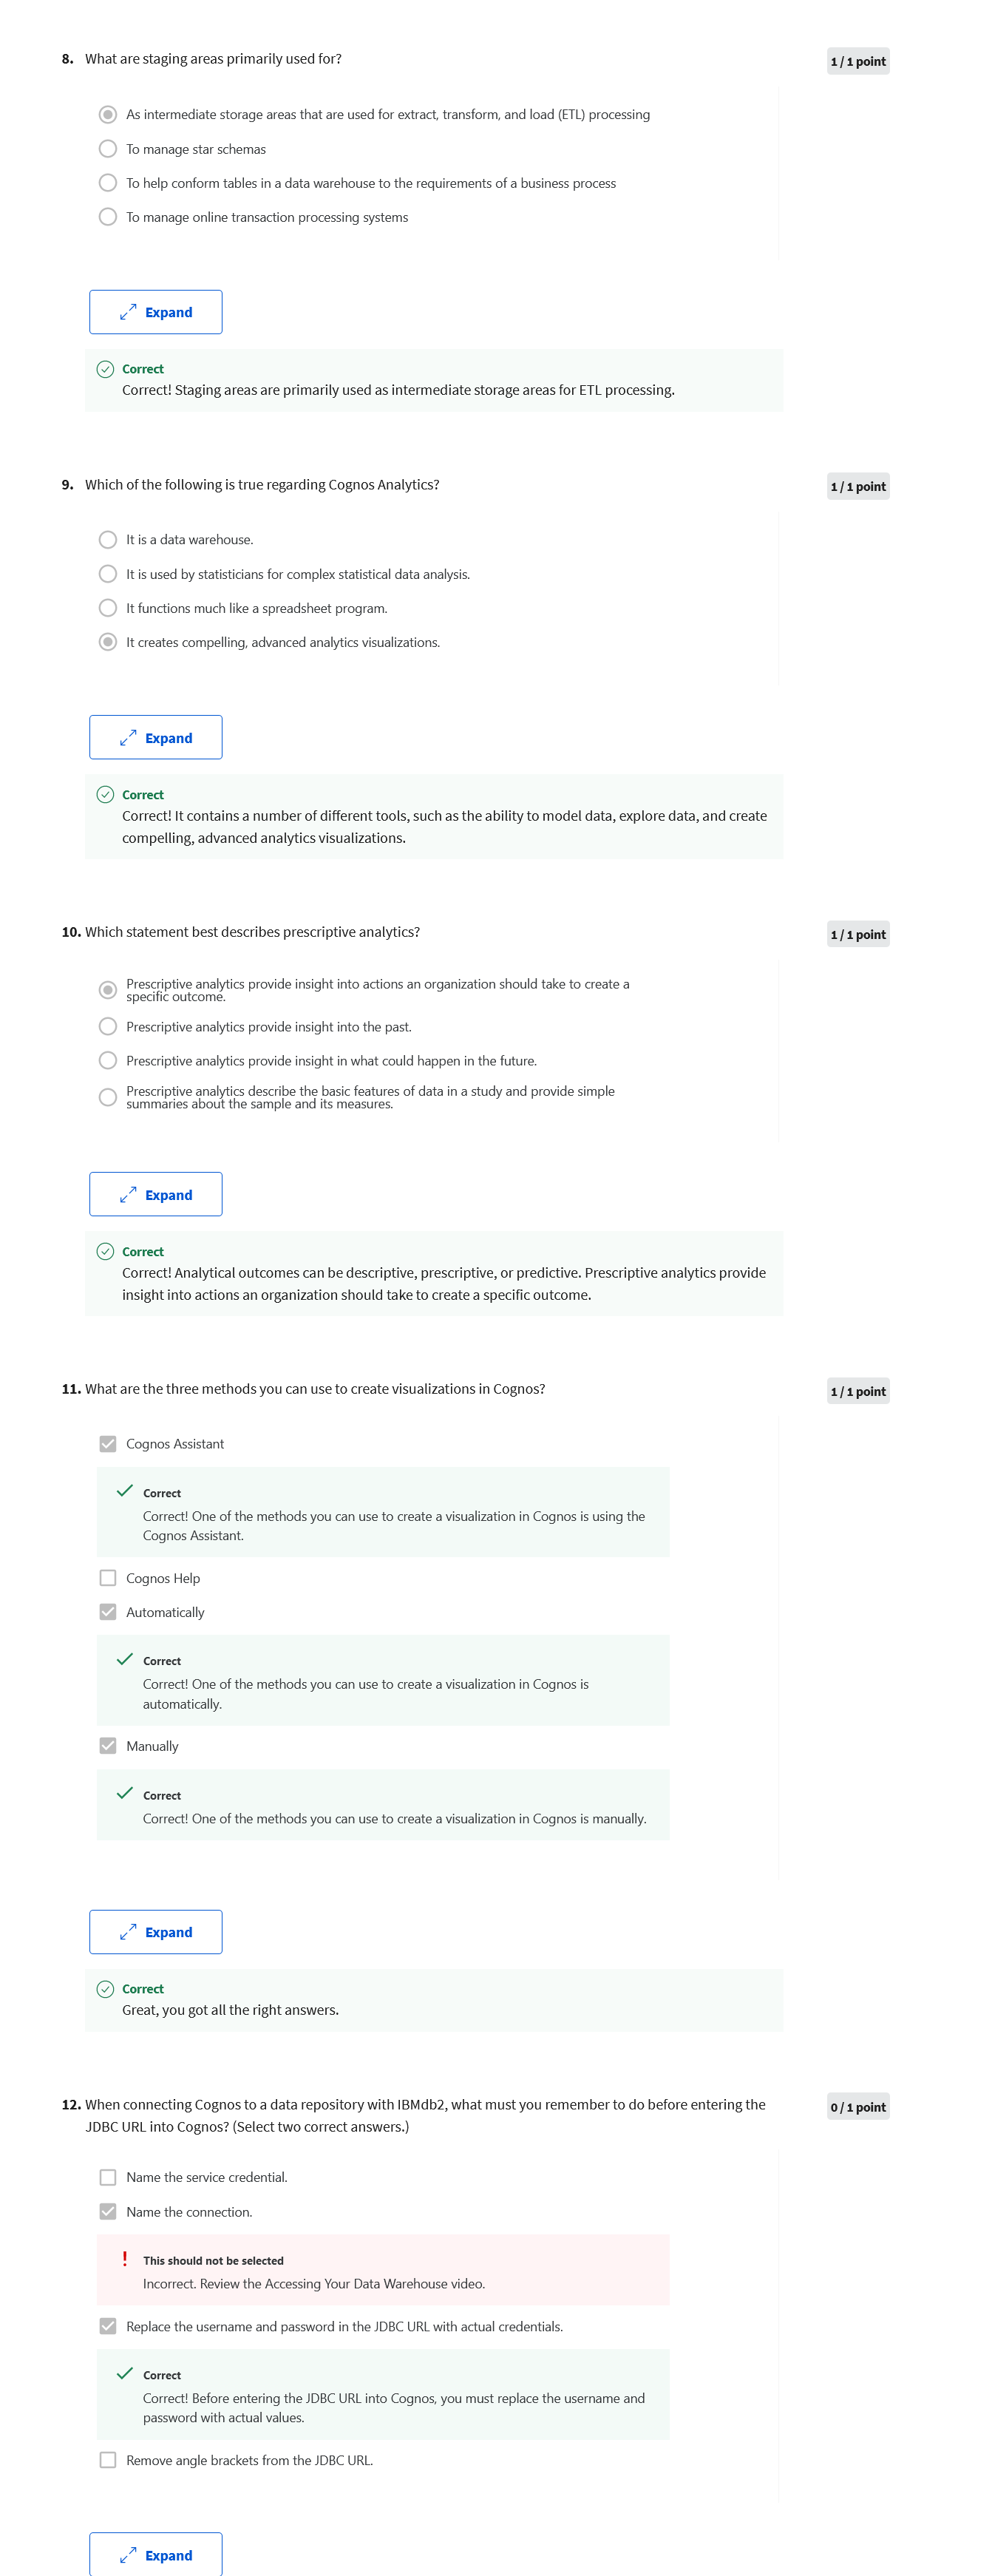 8. What are staging areas primarily used for?
1 / 1 point
As intermediate storage areas that are used for extract, transform, and load (ETL) processing
To manage star schemas
To help conform tables in a data warehouse to the requirements of a business process
To manage online transaction processing systems
Expand
Correct
Correct! Staging areas are primarily used as intermediate storage areas for ETL processing.
9. Which of the following is true regarding Cognos Analytics?
1 / 1 point
It is a data warehouse.
It is used by statisticians for complex statistical data analysis.
It functions much like a spreadsheet program.
It creates compelling, advanced analytics visualizations.
Expand
Correct
Correct! It contains a number of different tools, such as the ability to model data, explore data, and create
compelling, advanced analytics visualizations.
10. Which statement best describes prescriptive analytics?
1 / 1 point
Prescriptive analytics provide insight into actions an organization should take to create a
specific outcome.
Prescriptive analytics provide insight into the past.
Prescriptive analytics provide insight in what could happen in the future.
Prescriptive analytics describe the basic features of data in a study and provide simple
summaries about the sample and its measures.
Expand
Correct
Correct! Analytical outcomes can be descriptive, prescriptive, or predictive. Prescriptive analytics provide
insight into actions an organization should take to create a specific outcome.
11. What are the three methods you can use to create visualizations in Cognos?
1 / 1 point
Cognos Assistant
Correct
Correct! One of the methods you can use to create a visualization in Cognos is using the
Cognos Assistant.
Cognos Help
Automatically
Correct
Correct! One of the methods you can use to create a visualization in Cognos is
automatically.
Manually
Correct
Correct! One of the methods you can use to create a visualization in Cognos is manually.
Expand
Correct
Great, you got all the right answers.
12. When connecting Cognos to a data repository with IBMdb2, what must you remember to do before entering the
JDBC URL into Cognos? (Select two correct answers.)
0 / 1 point
Name the service credential.
Name the connection.
This should not be selected
Incorrect. Review the Accessing Your Data Warehouse video.
Replace the username and password in the JDBC URL with actual credentials.
Correct
Correct! Before entering the JDBC URL into Cognos, you must replace the username and
password with actual values.
Remove angle brackets from the JDBC URL.
Expand